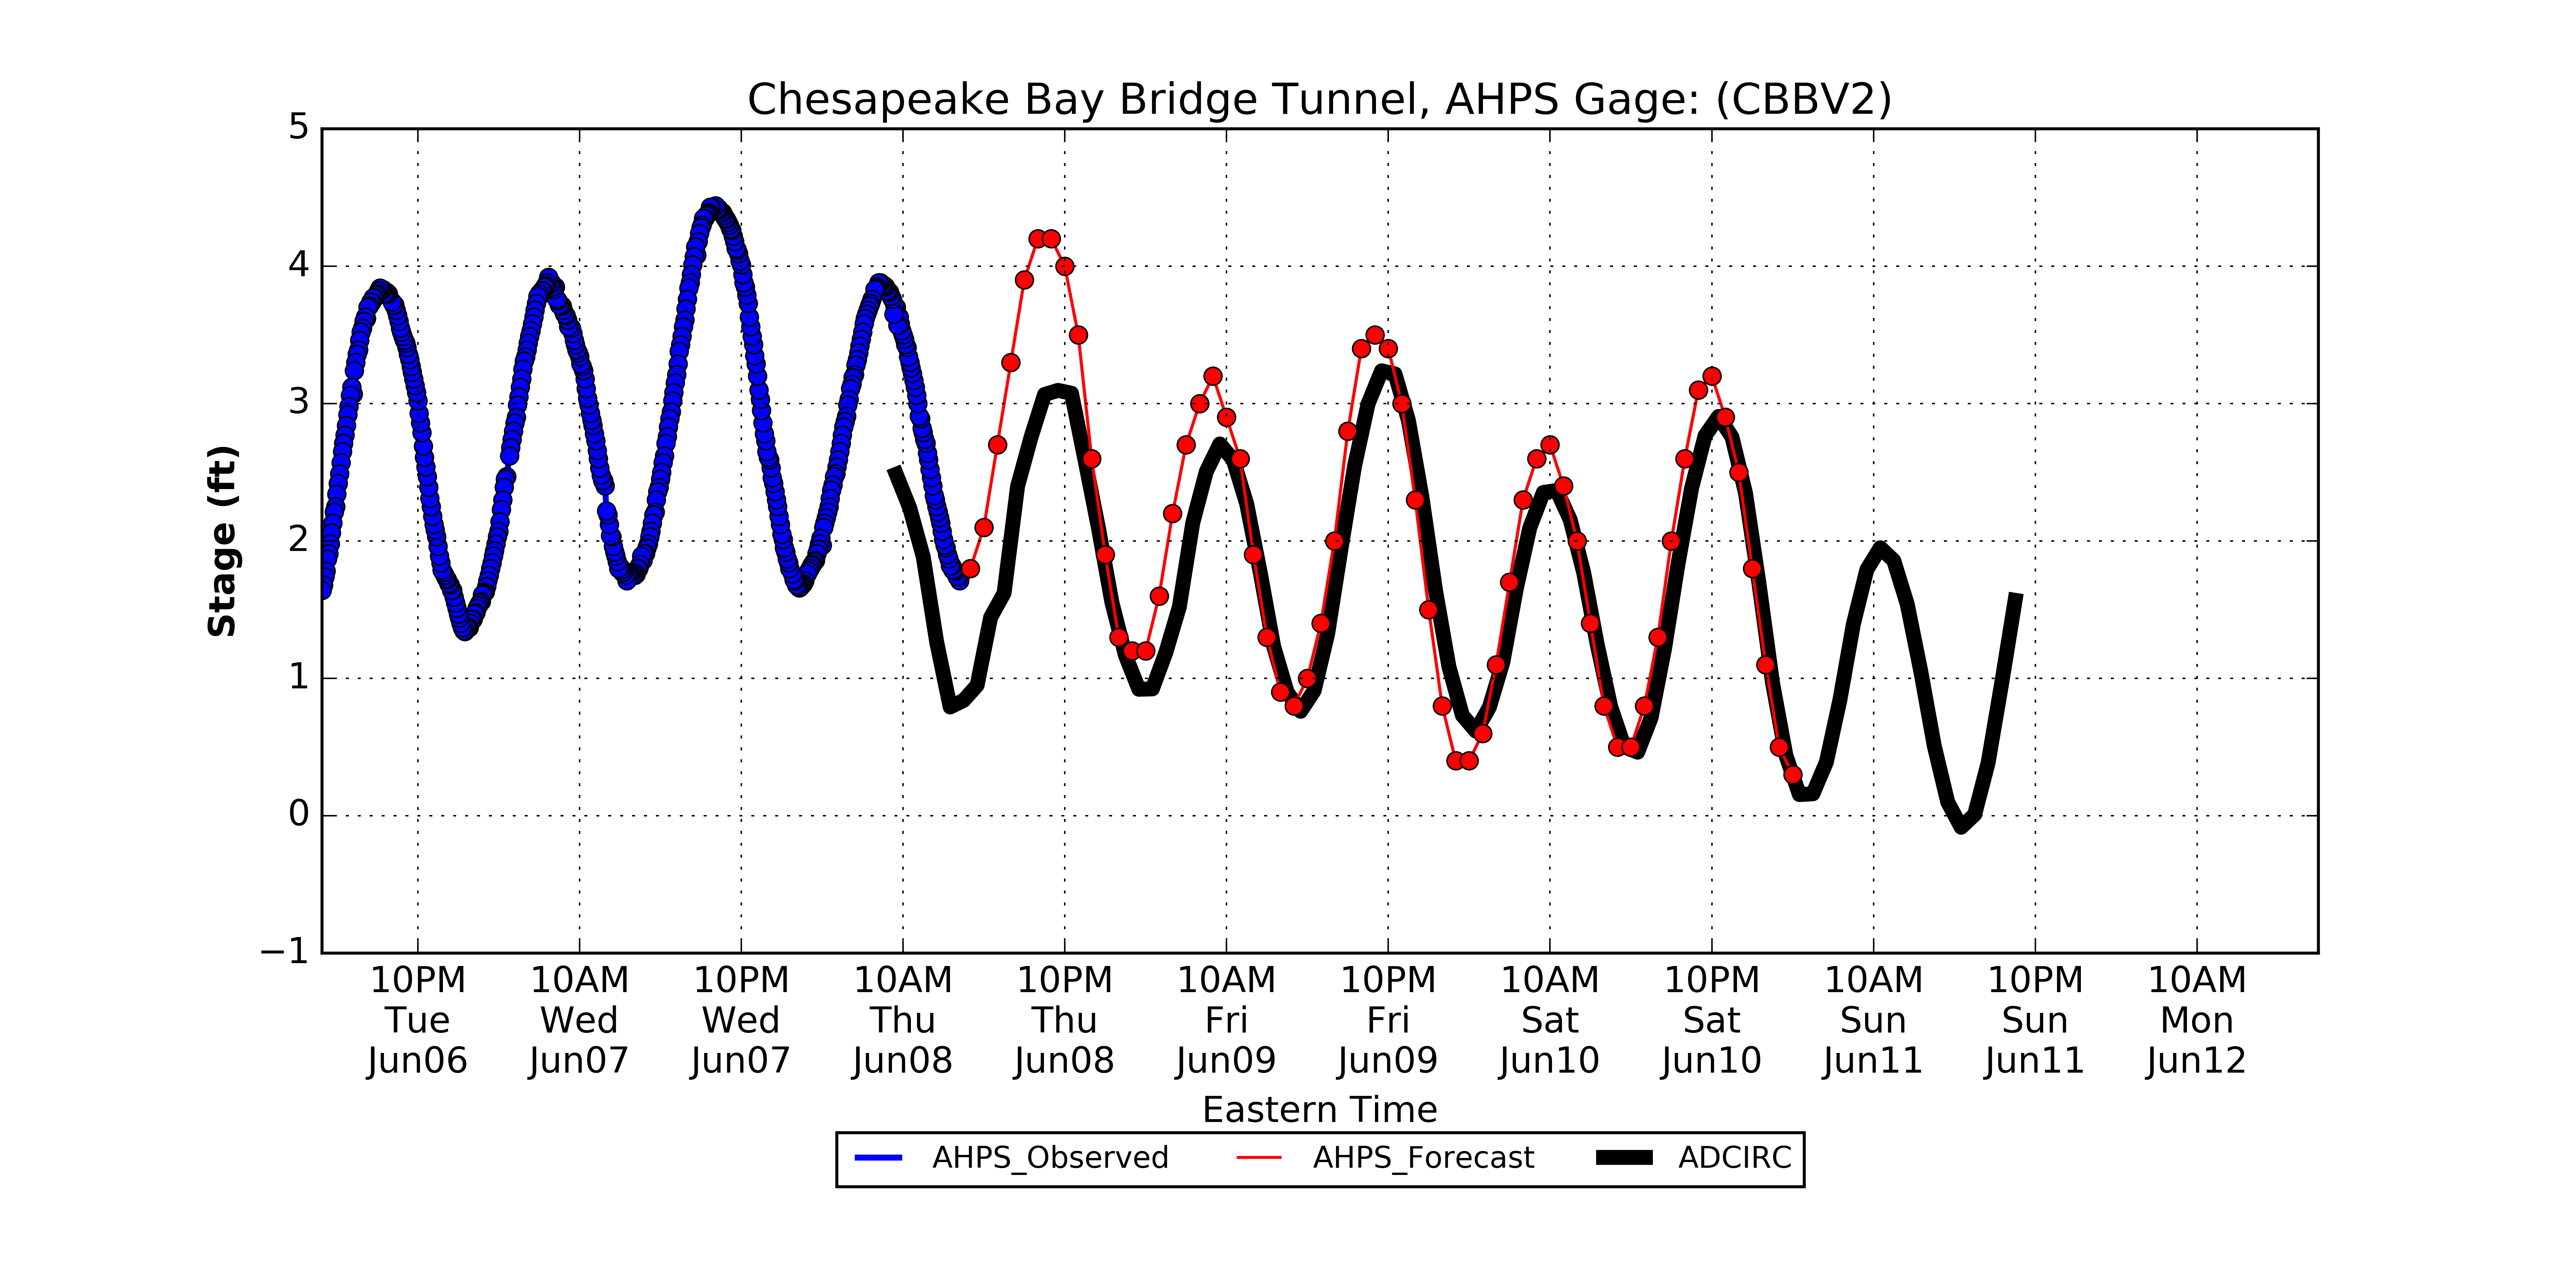 Chesapeake Bay Bridge Tunnel, AHPS Gage: (CBBV2)
5
4
3
2
1
0
−1
Stage (ft)
10PM 10AM 10PM 10AM 10PM 10AM 10PM 10AM 10PM 10AM 10PM 10AM
Tue Wed Wed Thu Thu Fri Fri Sat Sat Sun Sun Mon
Jun06 Jun07 Jun07 Jun08 Jun08 Jun09 Jun09 Jun10 Jun10 Jun11 Jun11 Jun12
Eastern Time
AHPS_Observed AHPS_Forecast ADCIRC